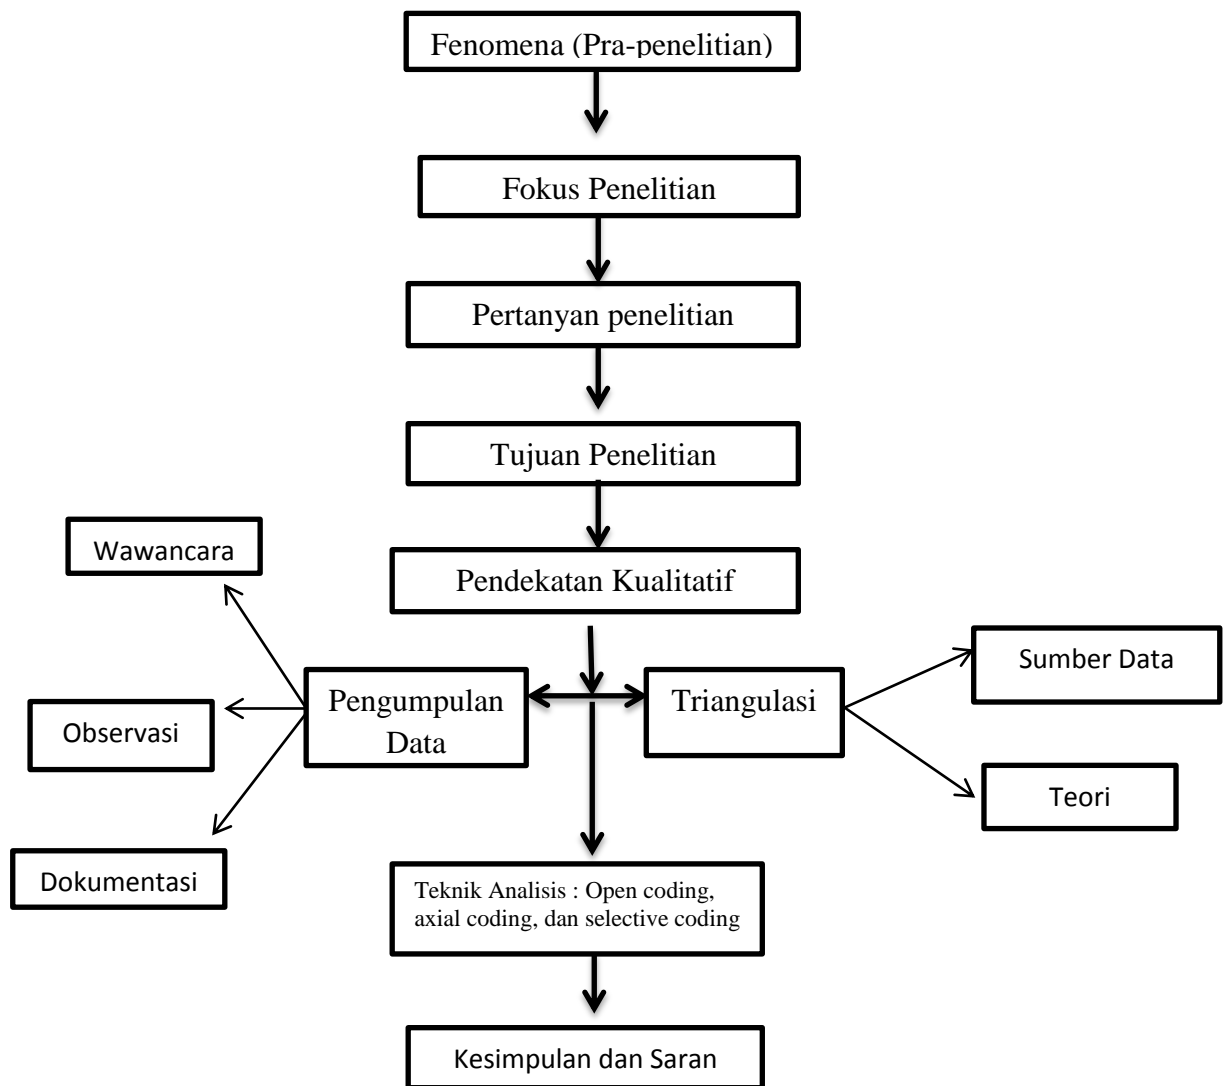 Fenomena (Pra-penelitian)
Fokus Penelitian
Pertanyan penelitian
Tujuan Penelitian
Wawancara
Pendekatan Kualitatif
Sumber Data
Pengumpulan
Data
Triangulasi
Observasi
Teori
Dokumentasi
Teknik Analisis : Open coding,
axial coding, dan selective coding
Kesimpulan dan Saran